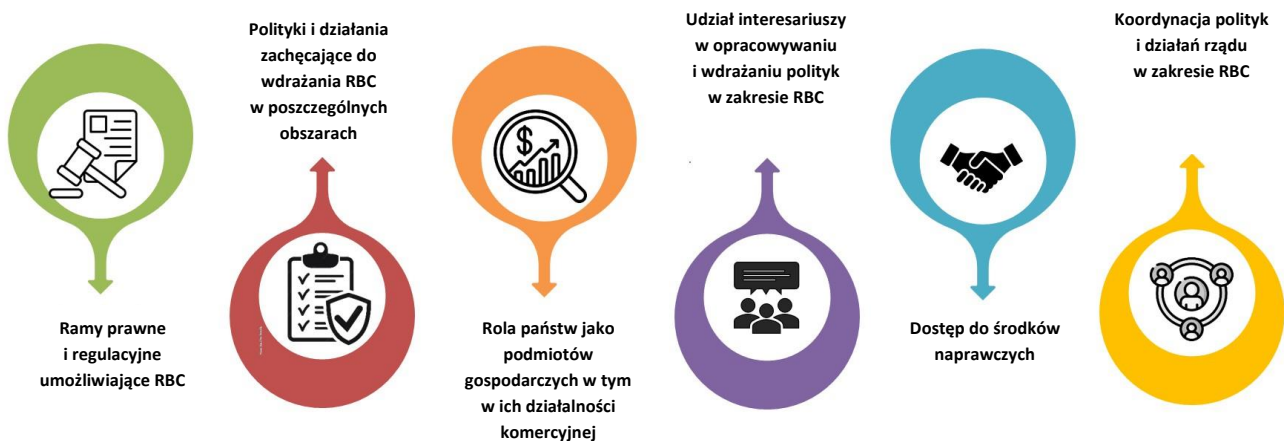 Ramy prawne
i regulacyjne
umożliwiające RBC
Polityki i działania
zachęcające do
wdrażania RBC
w poszczególnych
obszarach
Rola państw jako
podmiotów
gospodarczych w tym
w ich działalności
komercyjnej
Udział interesariuszy
w opracowywaniu
i wdrażaniu polityk
w zakresie RBC
Dostęp do środków
naprawczych
Koordynacja polityk
i działań rządu
w zakresie RBC